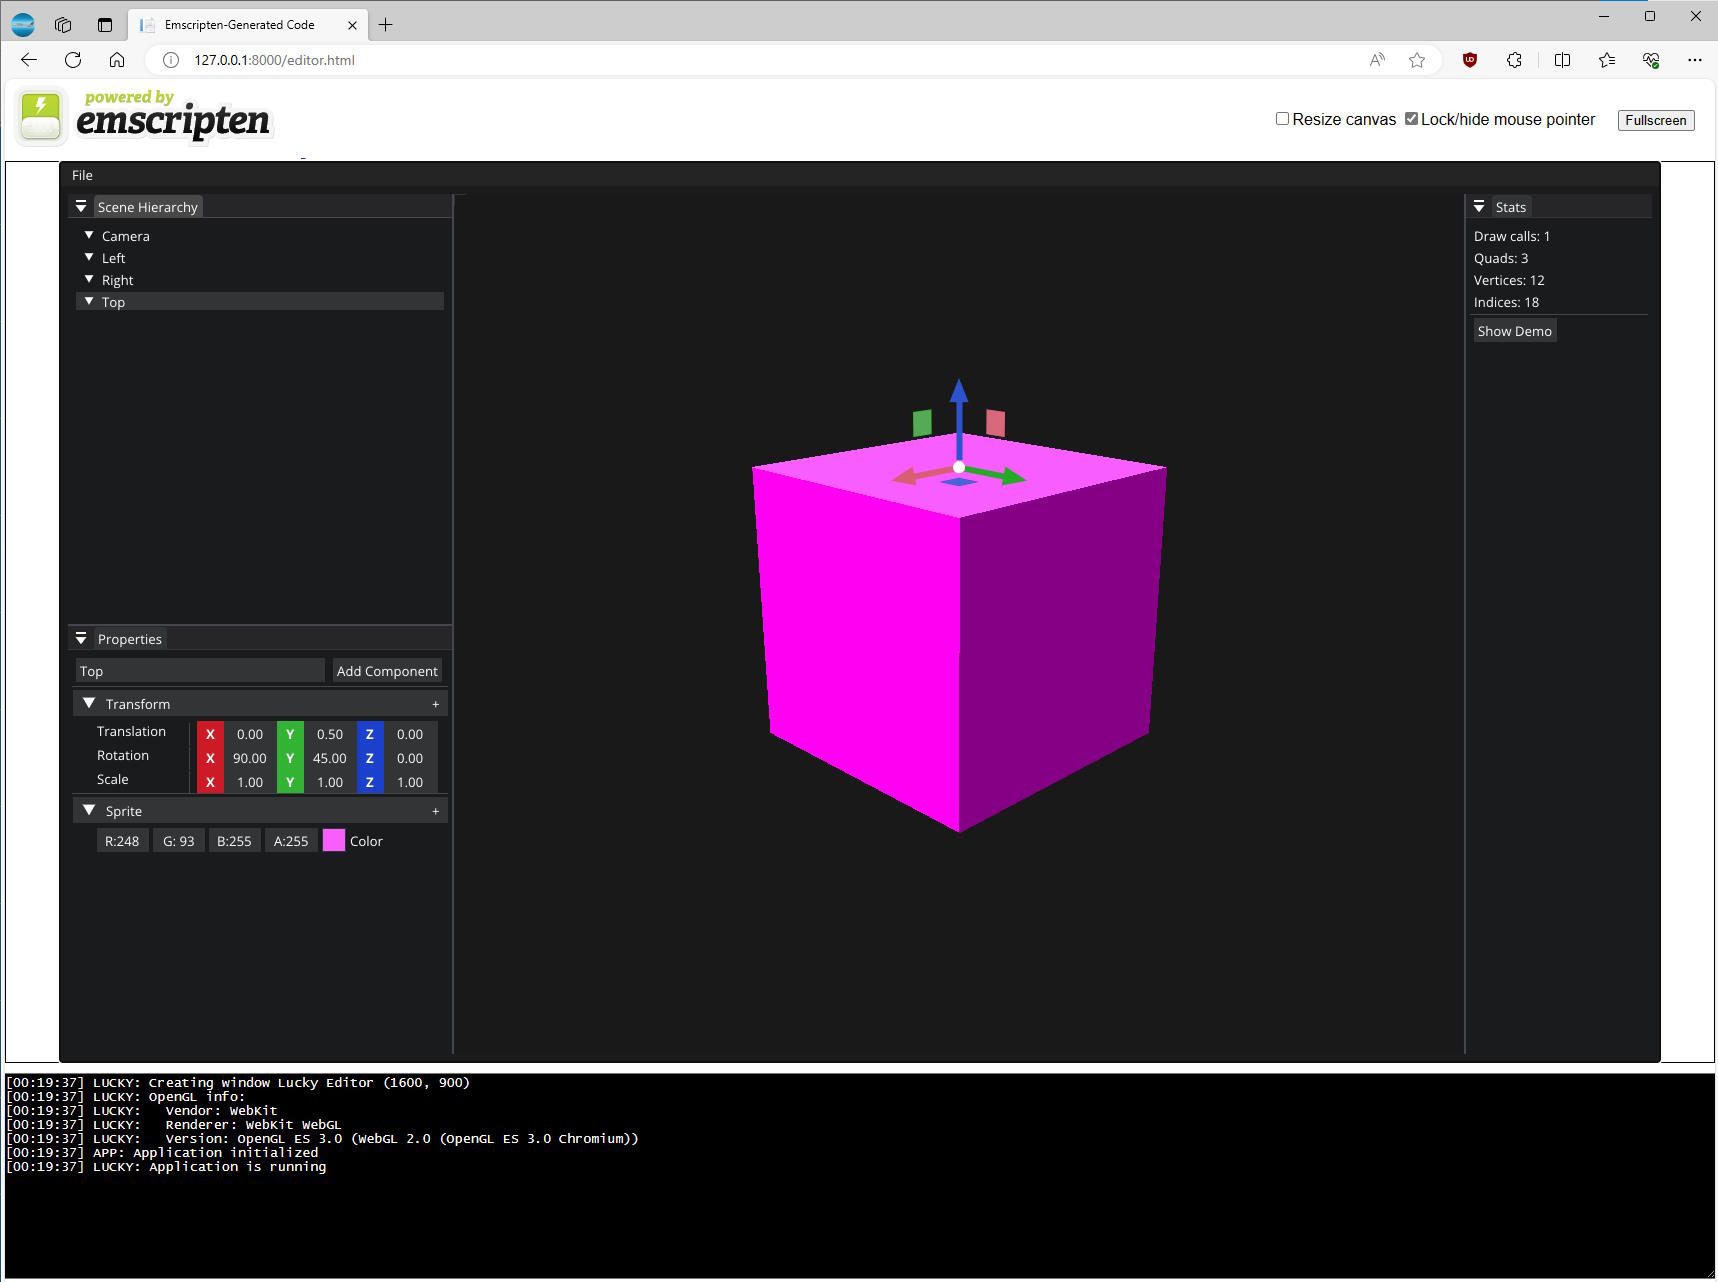 Emscripten-Generated Code
127.0.0.1:8000/editor.html
powered by
emscripten
Resize canvas Lock/hide mouse pointer Fullscreen
File
Scene Hierarchy
Camera
Left
Right
Top
Stats
Draw calls: 1
Quads: 3
Vertices: 12
Indices: 18
Show Demo
Properties
Top Add Component
Transform +
Translation X 0.00 Y 0.50 Z 0.00
Rotation X 90.00 Y 45.00 Z 0.00
Scale X 1.00 Y 1.00 Z 1.00
Sprite +
R:248 G: 93 B:255 A:255 Color
[00:19:37] LUCKY: Creating window Lucky Editor (1600, 900)
[00:19:37] LUCKY: OpenGL info:
[00:19:37] LUCKY:   Vendor: WebKit
[00:19:37] LUCKY:   Renderer: WebKit WebGL
[00:19:37] LUCKY:   Version: OpenGL ES 3.0 (WebGL 2.0 (OpenGL ES 3.0 Chromium))
[00:19:37] APP: Application initialized
[00:19:37] LUCKY: Application is running